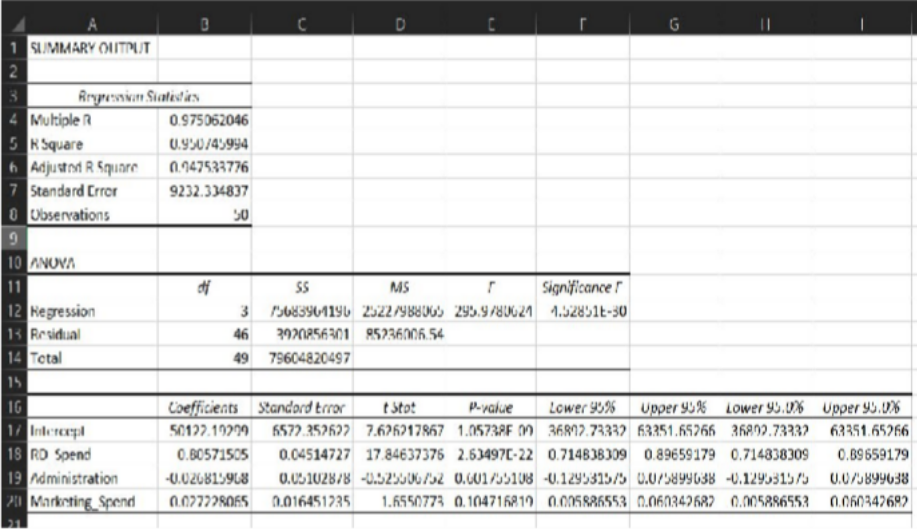 A B C D E F G H I
1 SUMMARY OUTPUT
2
3 Regression Statistics
4 Multiple R 0.975062046
5 R Square 0.950745994
6 Adjusted R Square 0.947533776
7 Standard Error 9232.334837
8 Observations 50
9
10 ANOVA
11 df SS MS F Significance F
12 Regression 3 75683964196 25227988065 295.9780624 4.52851E-30
13 Residual 46 3920856301 85236006.54
14 Total 49 79604820497
15
16 Coefficients Standard Error t Stat P-value Lower 95% Upper 95% Lower 95.0% Upper 95.0%
17 Intercept 50122.19299 6572.352622 7.626217867 1.05738E-09 36892.73332 63351.65266 36892.73332 63351.65266
18 RD_Spend 0.80571505 0.04514727 17.84637376 2.63497E-22 0.714838309 0.89659179 0.714838309 0.89659179
19 Administration -0.026815968 0.05102878 -0.525506752 0.601755108 -0.129531575 0.075899638 -0.129531575 0.075899638
20 Marketing_Spend 0.027228065 0.016451235 1.6550773 0.104716819 0.005886553 0.060342682 0.005886553 0.060342682
21